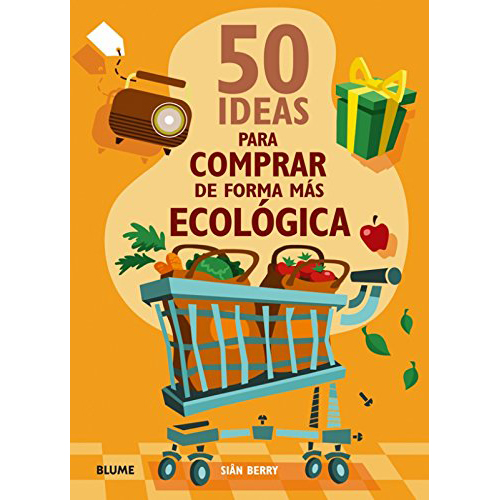 50
IDEAS
PARA
COMPRAR
DE FORMA MÁS
ECOLÓGICA
BLUME
SIÂN BERRY